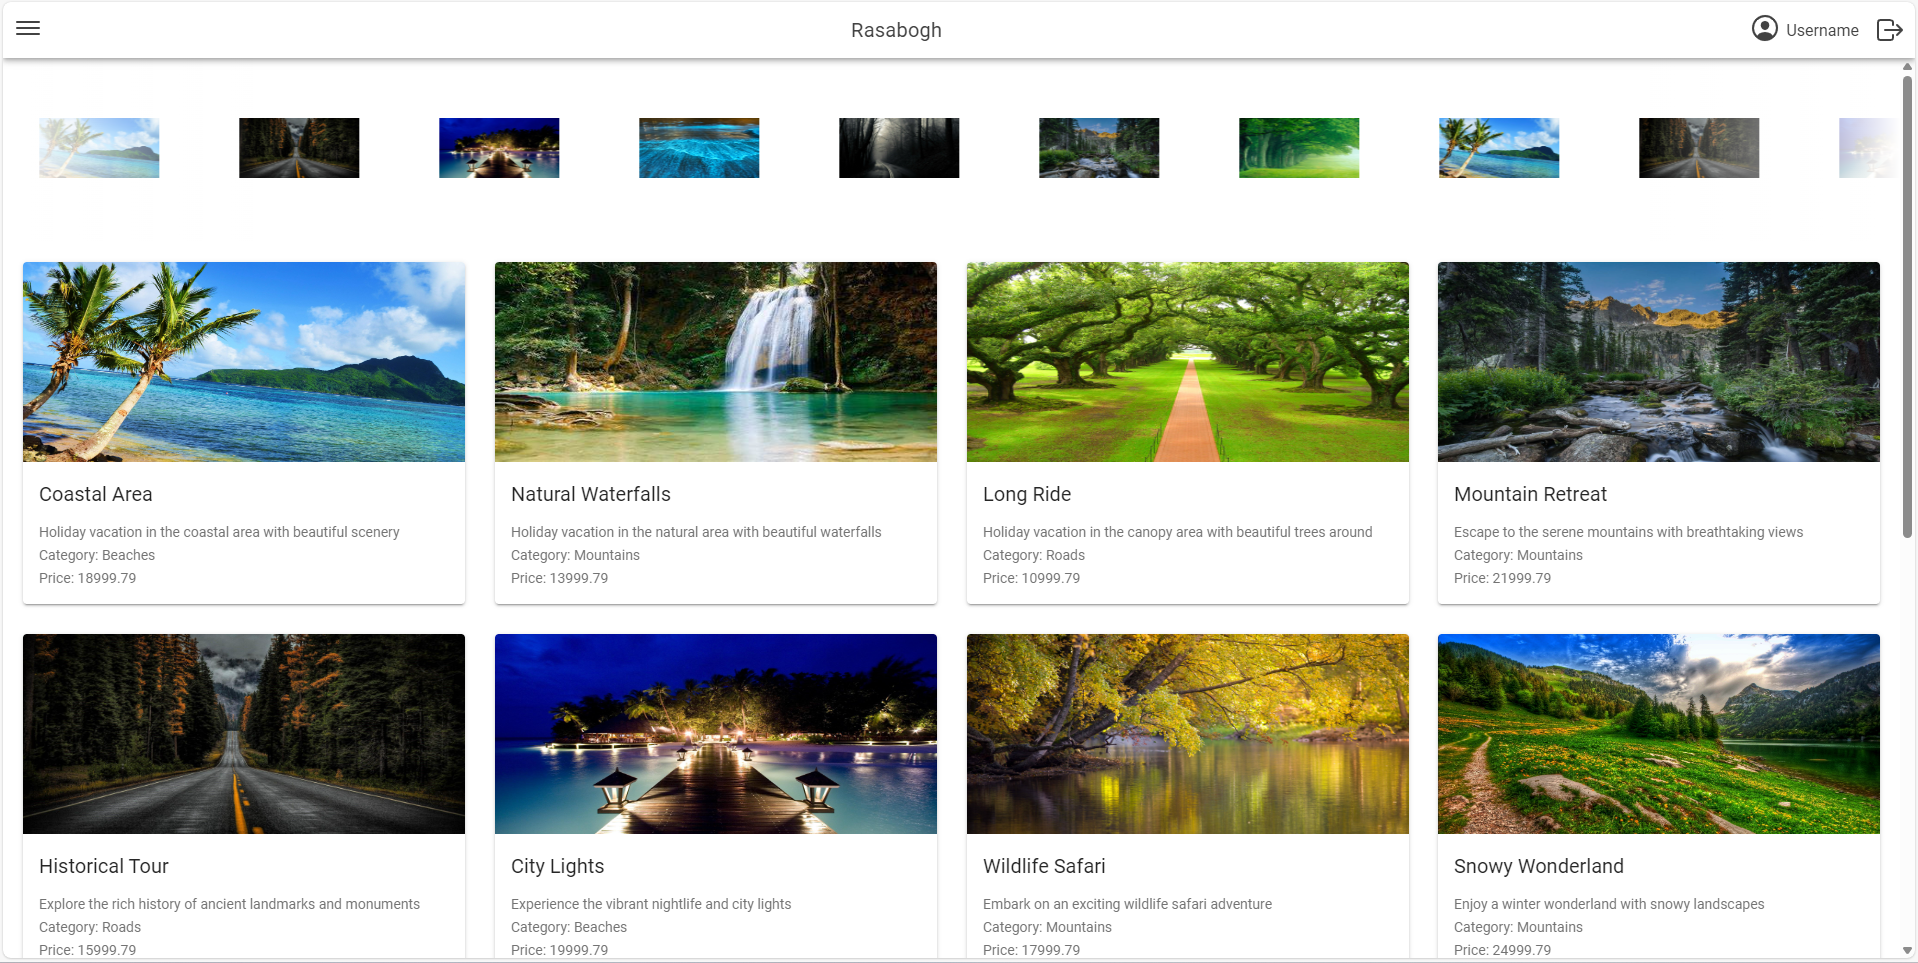 Rasabogh
Username
Coastal Area
Holiday vacation in the coastal area with beautiful scenery
Category: Beaches
Price: 18999.79
Natural Waterfalls
Holiday vacation in the natural area with beautiful waterfalls
Category: Mountains
Price: 13999.79
Long Ride
Holiday vacation in the canopy area with beautiful trees around
Category: Roads
Price: 10999.79
Mountain Retreat
Escape to the serene mountains with breathtaking views
Category: Mountains
Price: 21999.79
Historical Tour
Explore the rich history of ancient landmarks and monuments
Category: Roads
Price: 15999.79
City Lights
Experience the vibrant nightlife and city lights
Category: Beaches
Price: 19999.79
Wildlife Safari
Embark on an exciting wildlife safari adventure
Category: Mountains
Price: 17999.79
Snowy Wonderland
Enjoy a winter wonderland with snowy landscapes
Category: Mountains
Price: 24999.79